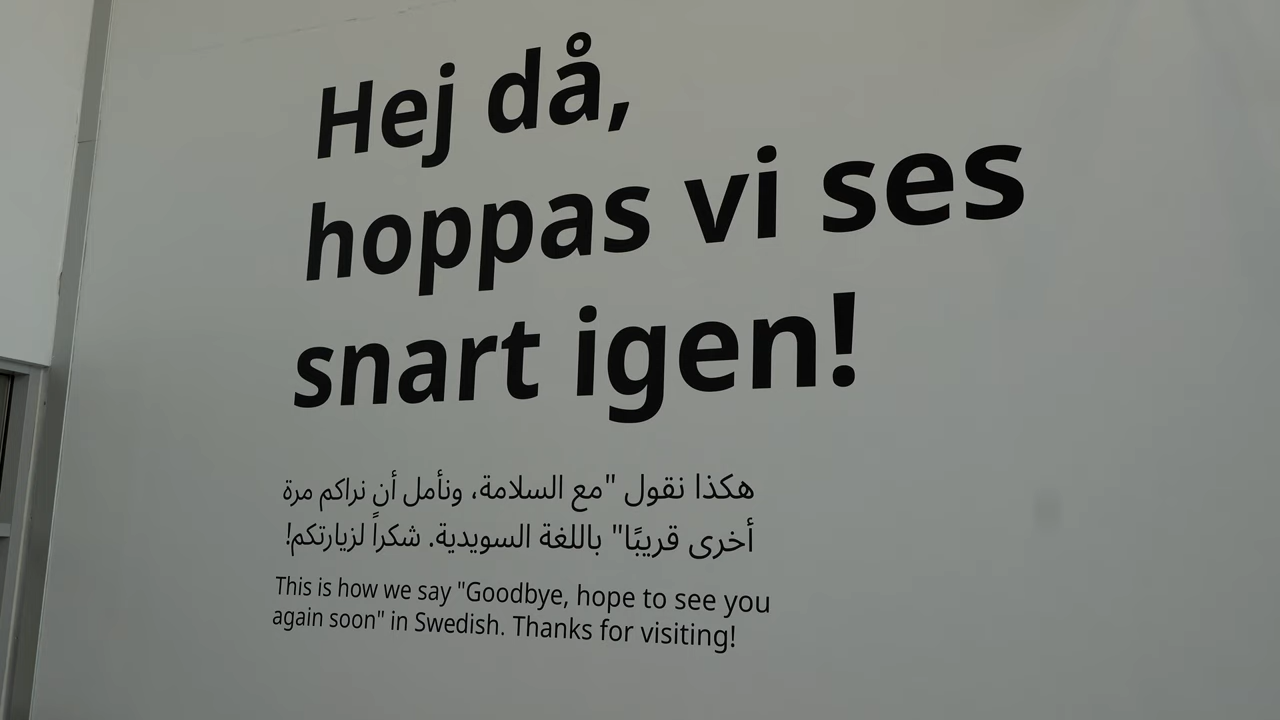 Hej då,
hoppas vi ses
snart igen!
هكذا نقول "مع السلامة، ونأمل أن نراكم مرة
أخرى قريبًا" باللغة السويدية. شكراً لزيارتكم!
This is how we say "Goodbye, hope to see you
again soon" in Swedish. Thanks for visiting!